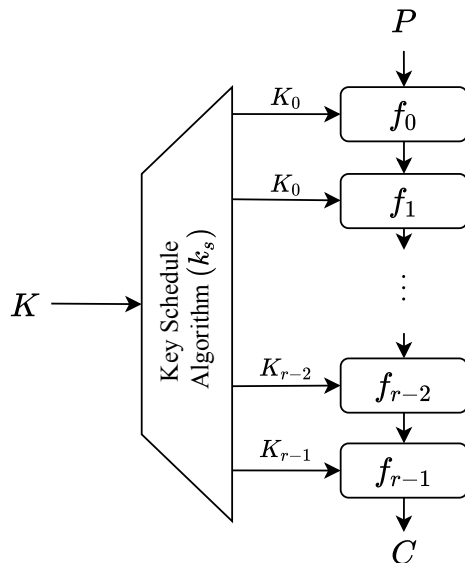 P
K_0
f_0
K_0
f_1
⋮
K
Key Schedule
Algorithm (k_s)
K_{r-2}
f_{r-2}
K_{r-1}
f_{r-1}
C